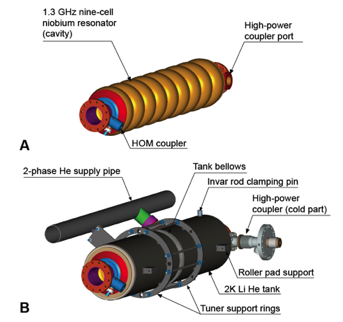 1.3 GHz nine-cell
niobium resonator
(cavity)
High-power
coupler port
HOM coupler
A
Tank bellows
2-phase He supply pipe
Invar rod clamping pin
High-power
coupler (cold part)
Roller pad support
2K Li He tank
Tuner support rings
B